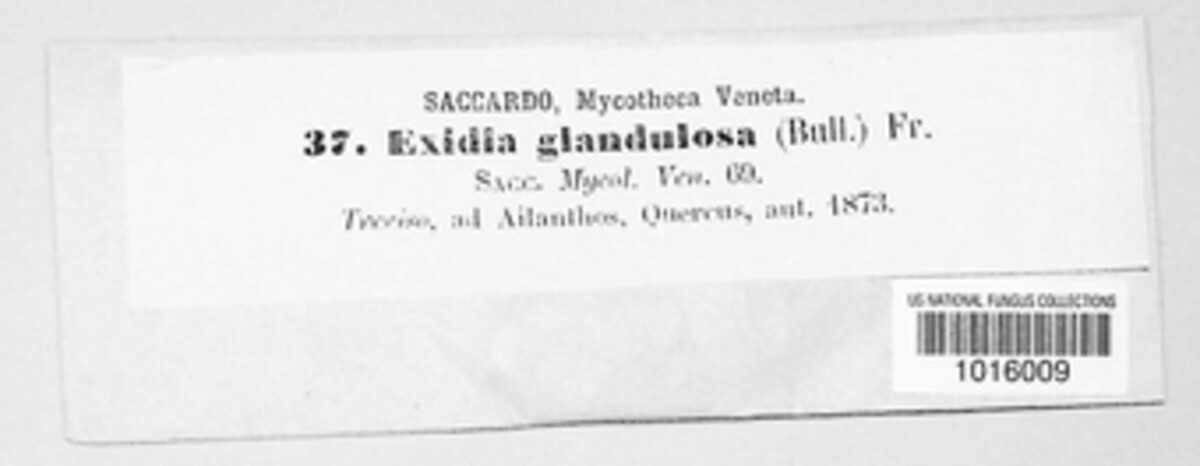 SACCARDO, Mycotheca Veneta.
37. Exidia glandulosa (Bull.) Fr.
SACC. Mycol. Ven. 69.
Treviso, ad Ailanthos, Quercus, aut. 1873.
US NATIONAL FUNGUS COLLECTIONS
1016009